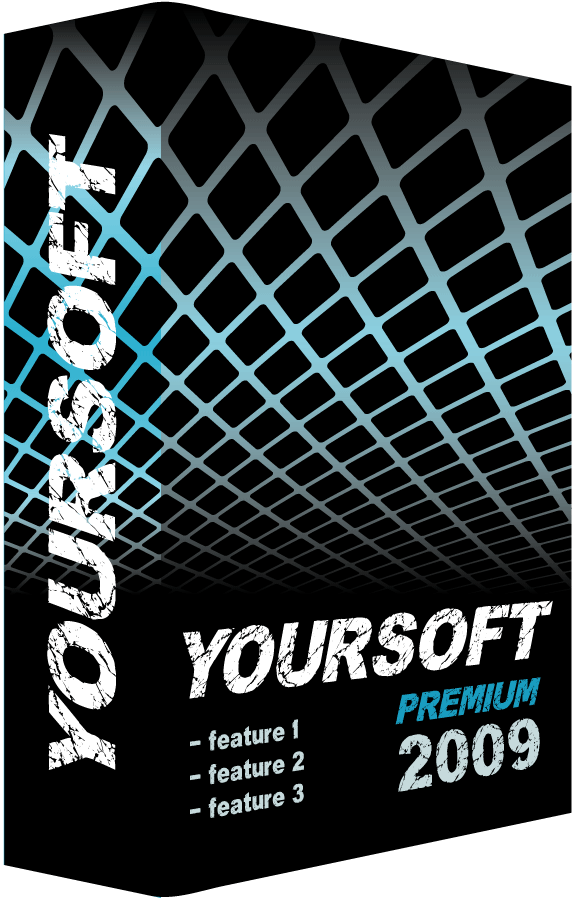 YOURSOFT
YOURSOFT
PREMIUM
2009
– feature 1
– feature 2
– feature 3